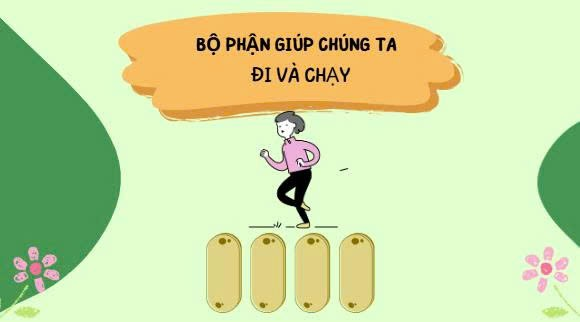 BỘ PHẬN GIÚP CHÚNG TA
ĐI VÀ CHẠY